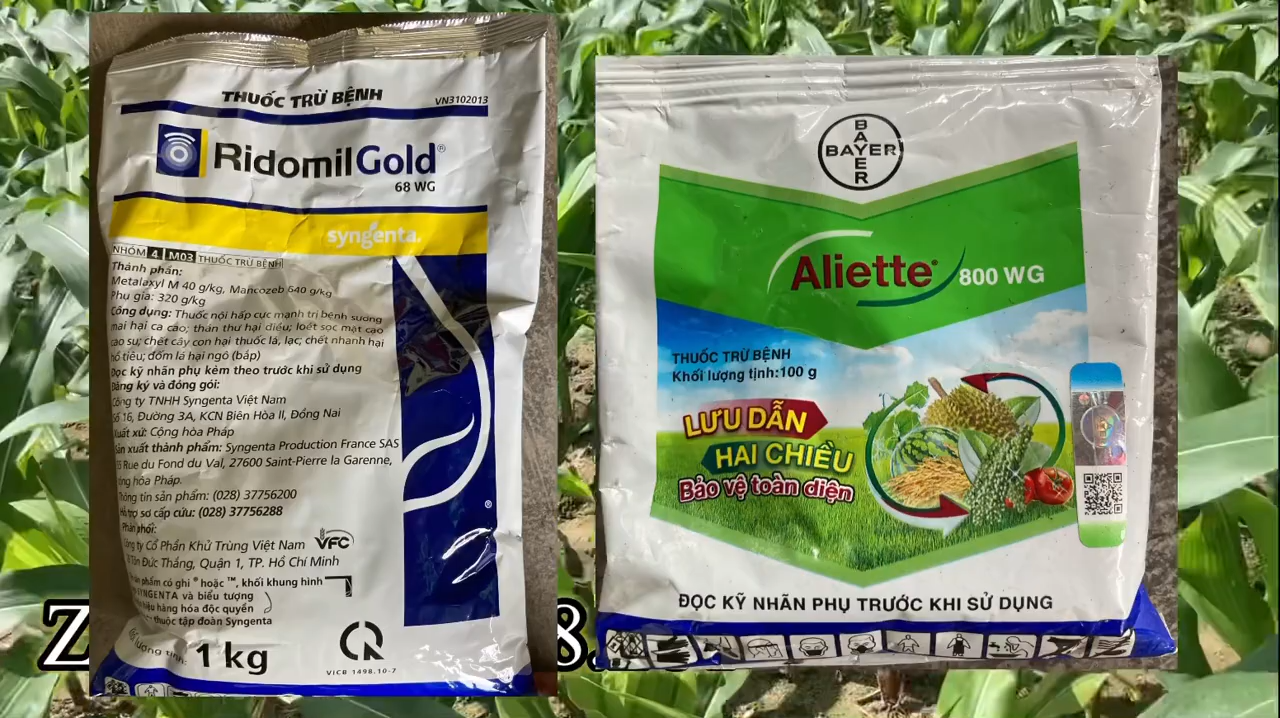 THUỐC TRỪ BỆNH
VN3102013
RidomilGold®
68 WG
syngenta.
NHÓM 4 M03 THUỐC TRỪ BỆNH
Thành phần:
Metalaxyl M 40 g/kg, Mancozeb 640 g/kg
Phụ gia: 320 g/kg
Công dụng: Thuốc nội hấp cực mạnh trị bệnh sương
mai hại ca cao; thán thư hại điều; loét sọc mặt cạo
cao su; chết cây con hại thuốc lá, lạc; chết nhanh hại
hồ tiêu; đốm lá hại ngô (bắp)
Đọc kỹ nhãn phụ kèm theo trước khi sử dụng
Đăng ký và đóng gói:
Công ty TNHH Syngenta Việt Nam
Số 16, Đường 3A, KCN Biên Hòa II, Đồng Nai
Xuất xứ: Cộng hòa Pháp
Sản xuất thành phẩm: Syngenta Production France SAS
Rue du Fond du Val, 27600 Saint-Pierre la Garenne,
Cộng hòa Pháp.
Thông tin sản phẩm: (028) 37756200
Hỗ trợ sơ cấp cứu: (028) 37756288
Phân phối:
Công ty Cổ Phần Khử Trùng Việt Nam VFC
Tôn Đức Thắng, Quận 1, TP. Hồ Chí Minh
phẩm có ghi ® hoặc ™, khối khung hình
SYNGENTA và biểu tượng
hiệu hàng hóa độc quyền
thuộc tập đoàn Syngenta
®
Khối lượng tịnh: 1 kg
VICB 1498.10-7
BAYER
BAYER
Aliette® 800 WG
THUỐC TRỪ BỆNH
Khối lượng tịnh:100 g
LƯU DẪN
HAI CHIỀU
Bảo vệ toàn diện
ĐỌC KỸ NHÃN PHỤ TRƯỚC KHI SỬ DỤNG
Z
8.